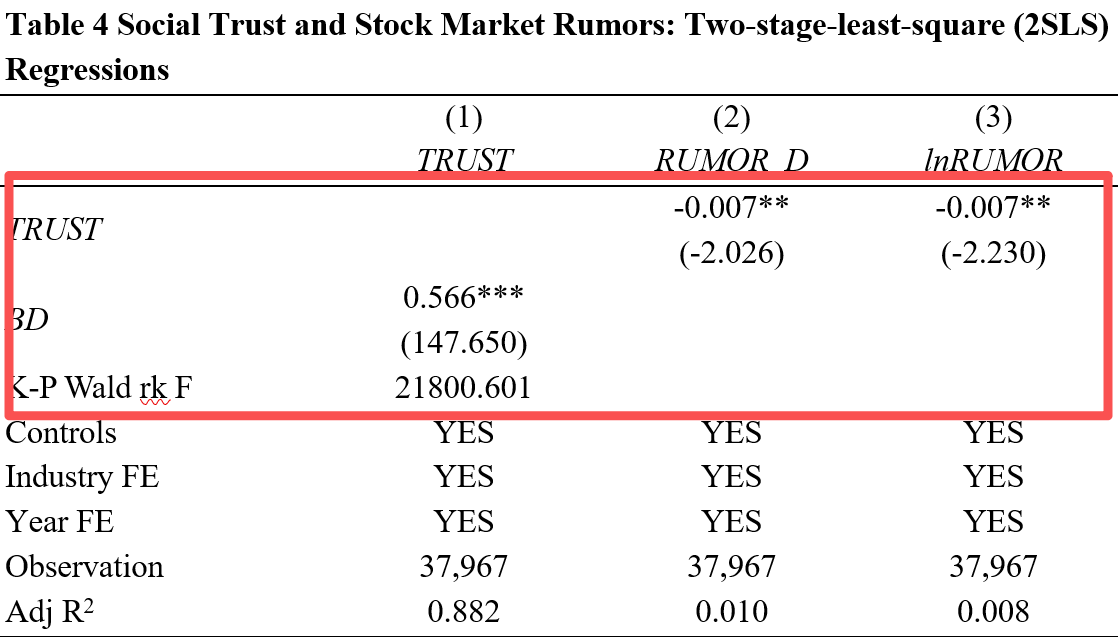 Table 4 Social Trust and Stock Market Rumors: Two-stage-least-square (2SLS)
Regressions
(1) (2) (3)
TRUST RUMOR_D lnRUMOR
TRUST -0.007** -0.007**
(-2.026) (-2.230)
BD 0.566***
(147.650)
K-P Wald rk F 21800.601
Controls YES YES YES
Industry FE YES YES YES
Year FE YES YES YES
Observation 37,967 37,967 37,967
Adj R² 0.882 0.010 0.008